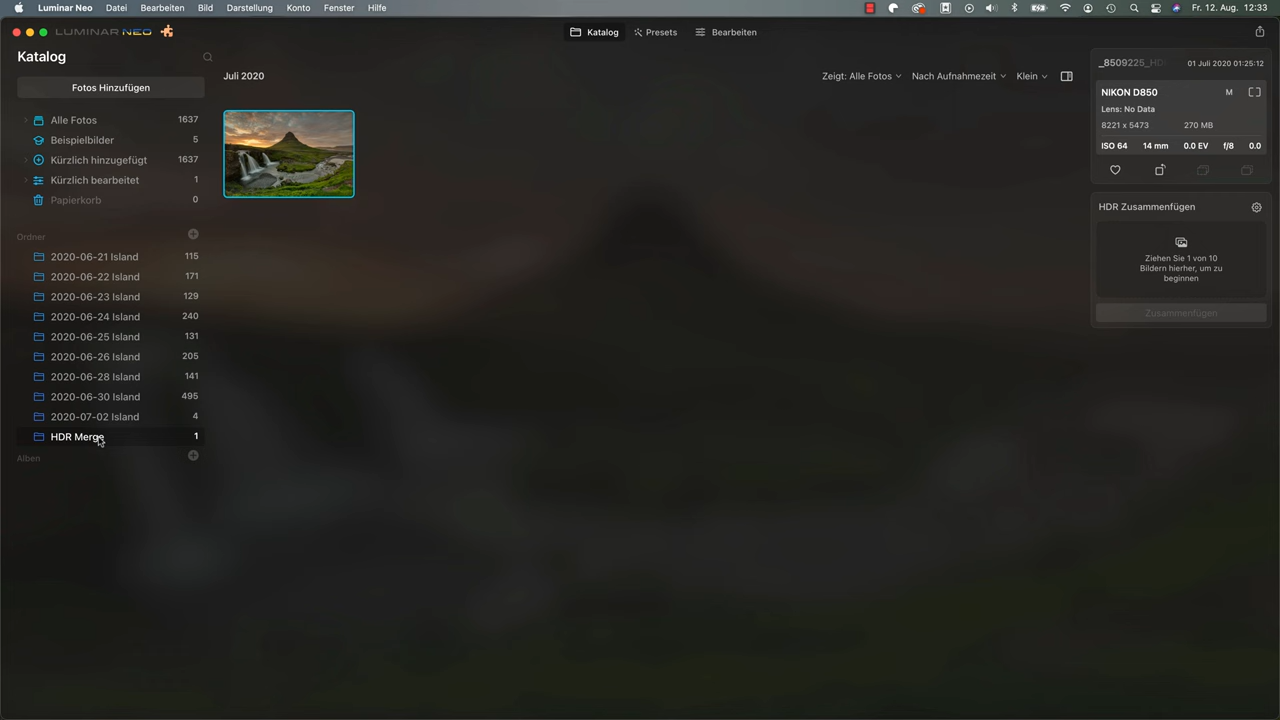 Luminar Neo Datei Bearbeiten Bild Darstellung Konto Fenster Hilfe Fr. 12. Aug. 12:33
LUMINAR NEO Katalog Presets Bearbeiten
Katalog
Fotos Hinzufügen
Alle Fotos 1637
Beispielbilder 5
Kürzlich hinzugefügt 1637
Kürzlich bearbeitet 1
Papierkorb 0
Ordner
2020-06-21 Island 115
2020-06-22 Island 171
2020-06-23 Island 129
2020-06-24 Island 240
2020-06-25 Island 131
2020-06-26 Island 205
2020-06-28 Island 141
2020-06-30 Island 495
2020-07-02 Island 4
HDR Merge 1
Alben
Juli 2020 Zeigt: Alle Fotos Nach Aufnahmezeit Klein
_8509225_HD 01 Juli 2020 01:25:12
NIKON D850 M
Lens: No Data
8221 x 5473 270 MB
ISO 64 14 mm 0.0 EV f/8 0.0
HDR Zusammenfügen
Ziehen Sie 1 von 10
Bildern hierher, um zu
beginnen
Zusammenfügen